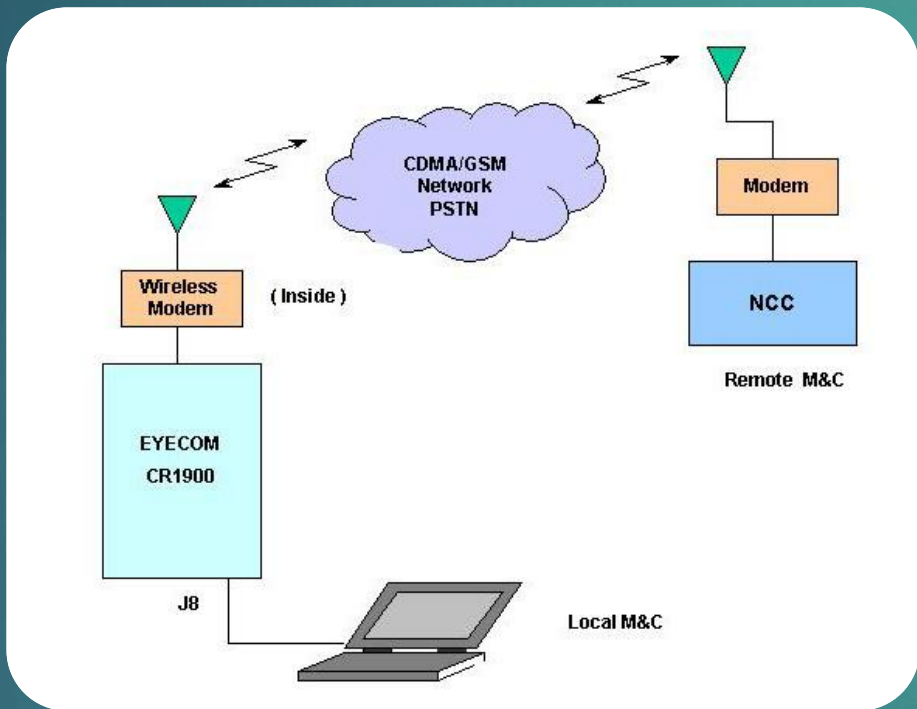 CDMA/GSM
Network
PSTN
Modem
Wireless
Modem
( Inside )
NCC
Remote M&C
EYECOM
CR1900
J8
Local M&C